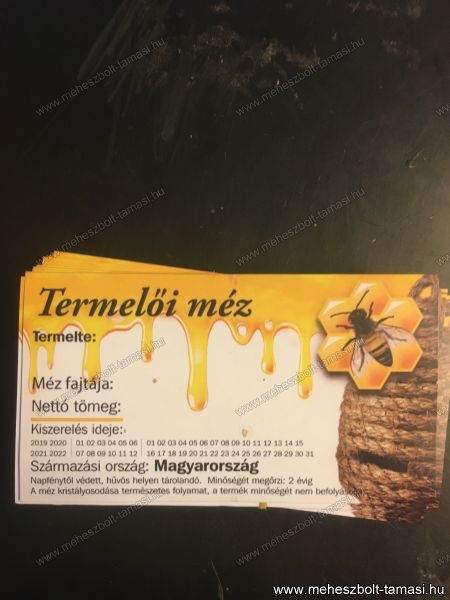 Termelői méz
Termelte:
Méz fajtája:
Nettó tömeg:
Kiszerelés ideje:
2019 2020 | 01 02 03 04 05 06 | 01 02 03 04 05 06 07 08 09 10 11 12 13 14 15
2021 2022 | 07 08 09 10 11 12 | 16 17 18 19 20 21 22 23 24 25 26 27 28 29 30 31
Származási ország: Magyarország
Napfénytől védett, hűvös helyen tárolandó. Minőségét megőrzi: 2 évig
A méz kristályosodása természetes folyamat, a termék minőségét nem befolyásolja.
www.meheszbolt-tamasi.hu